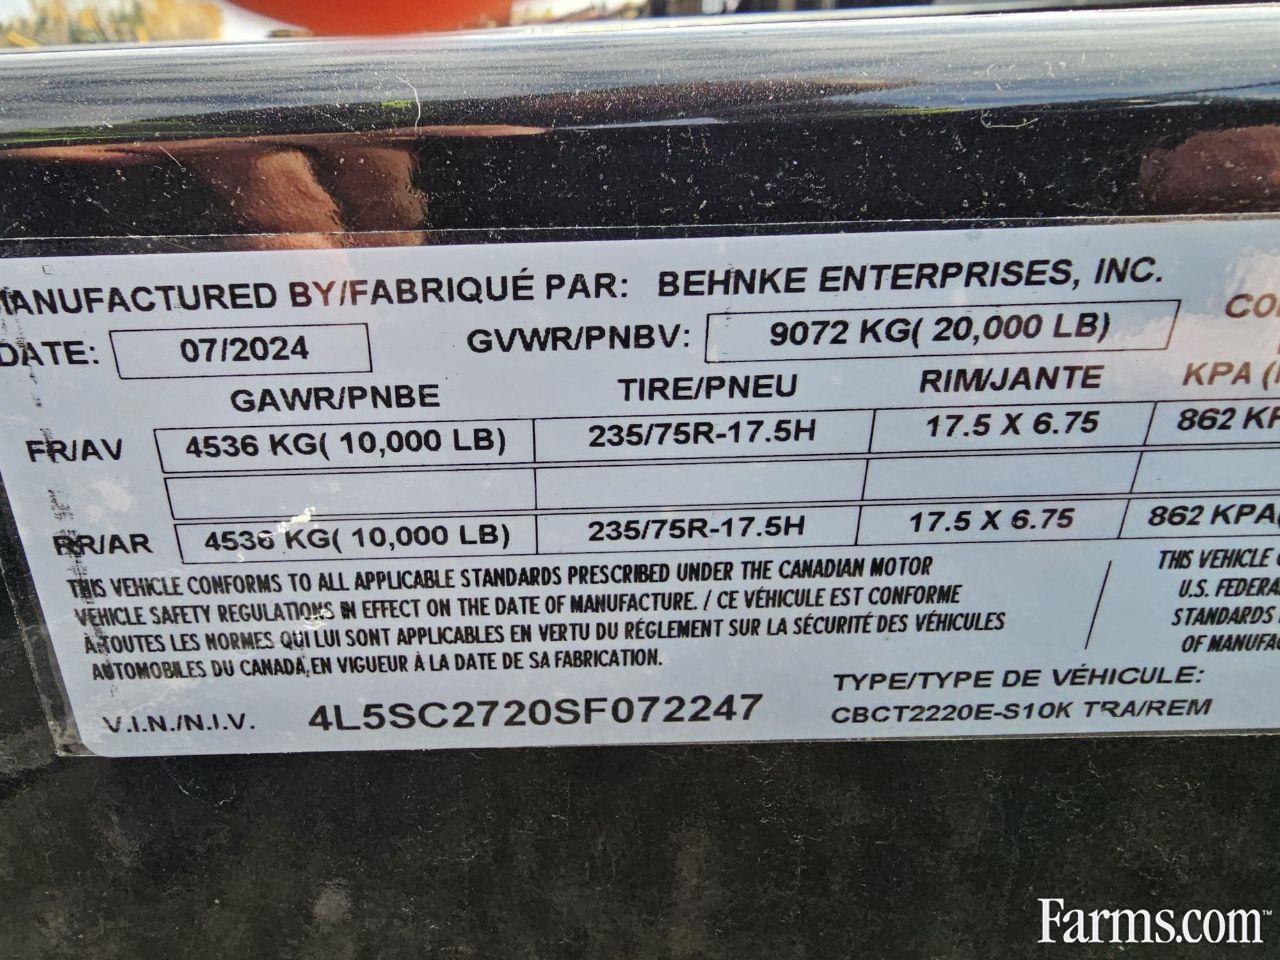 MANUFACTURED BY/FABRIQUÉ PAR: BEHNKE ENTERPRISES, INC.
DATE: 07/2024 GVWR/PNBV: 9072 KG( 20,000 LB) CO
GAWR/PNBE TIRE/PNEU RIM/JANTE KPA (
FR/AV 4536 KG( 10,000 LB) 235/75R-17.5H 17.5 X 6.75 862 KP
RR/AR 4536 KG( 10,000 LB) 235/75R-17.5H 17.5 X 6.75 862 KPA
THIS VEHICLE CONFORMS TO ALL APPLICABLE STANDARDS PRESCRIBED UNDER THE CANADIAN MOTOR
VEHICLE SAFETY REGULATIONS IN EFFECT ON THE DATE OF MANUFACTURE. / CE VÉHICULE EST CONFORME
À TOUTES LES NORMES QUI LUI SONT APPLICABLES EN VERTU DU RÉGLEMENT SUR LA SÉCURITÉ DES VÉHICULES
AUTOMOBILES DU CANADA, EN VIGUEUR À LA DATE DE SA FABRICATION.
THIS VEHICLE
U.S. FEDERA
STANDARDS
OF MANUFAC
V.I.N./N.I.V. 4L5SC2720SF072247
TYPE/TYPE DE VÉHICULE:
CBCT2220E-S10K TRA/REM
Farms.com™